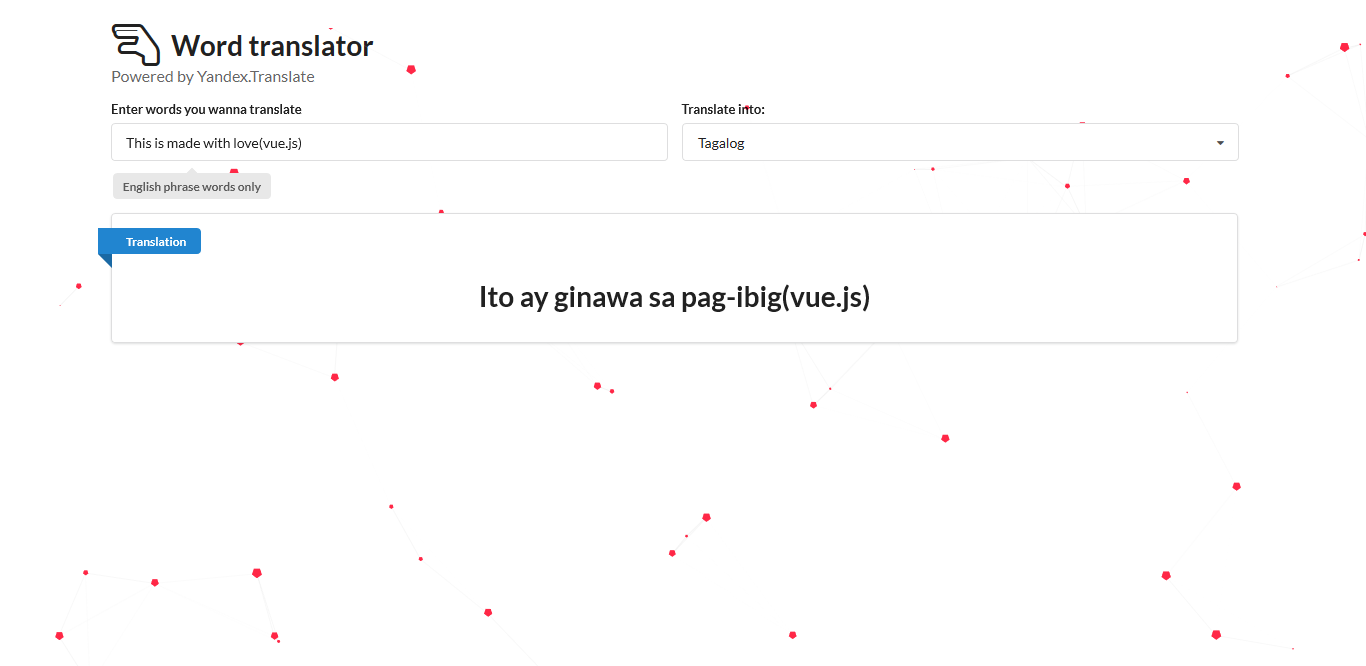 Word translator
Powered by Yandex.Translate
Enter words you wanna translate
Translate into:
This is made with love(vue.js)
Tagalog
English phrase words only
Translation
Ito ay ginawa sa pag-ibig(vue.js)